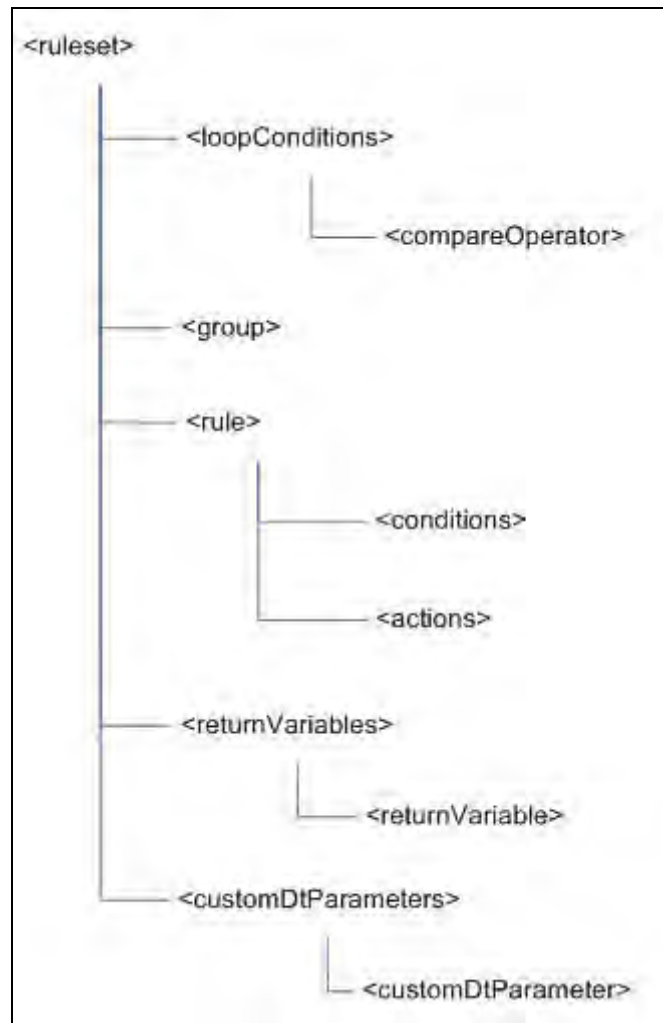 <ruleset>
<loopConditions>
<compareOperator>
<group>
<rule>
<conditions>
<actions>
<returnVariables>
<returnVariable>
<customDtParameters>
<customDtParameter>